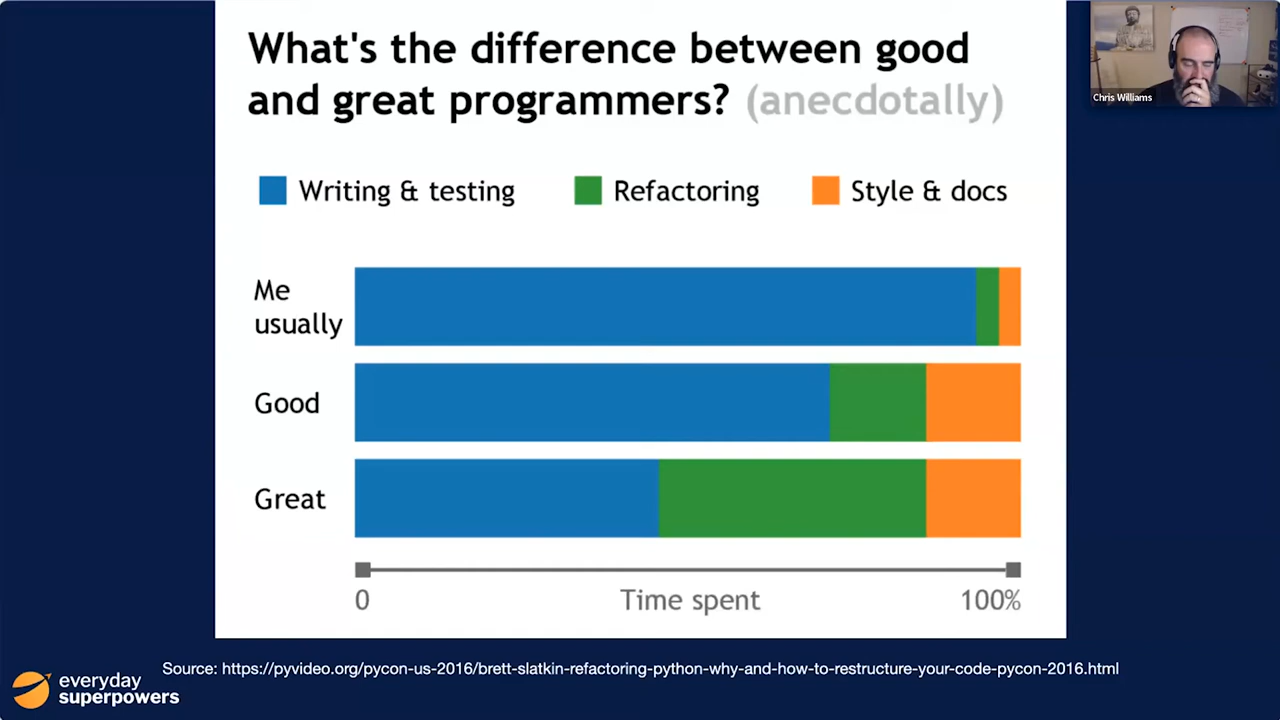 What's the difference between good
and great programmers? (anecdotally)
Chris Williams
Writing & testing
Refactoring
Style & docs
Me
usually
Good
Great
0
Time spent
100%
Source: https://pyvideo.org/pycon-us-2016/brett-slatkin-refactoring-python-why-and-how-to-restructure-your-code-pycon-2016.html
everyday
superpowers